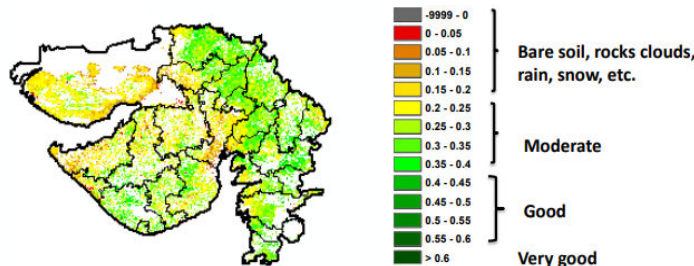 -9999 - 0
0 - 0.05
0.05 - 0.1
0.1 - 0.15
0.15 - 0.2
0.2 - 0.25
0.25 - 0.3
0.3 - 0.35
0.35 - 0.4
0.4 - 0.45
0.45 - 0.5
0.5 - 0.55
0.55 - 0.6
> 0.6
Bare soil, rocks clouds,
rain, snow, etc.
Moderate
Good
Very good